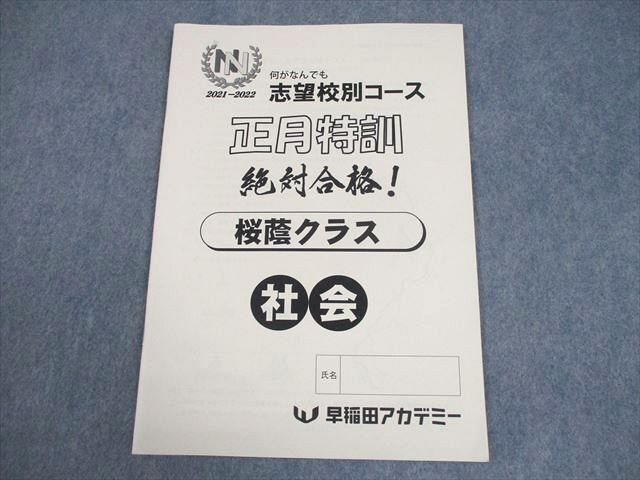 NN
何がなんでも
2021-2022
志望校別コース
正月特訓
絶対合格!
桜蔭クラス
社会
氏名
早稲田アカデミー